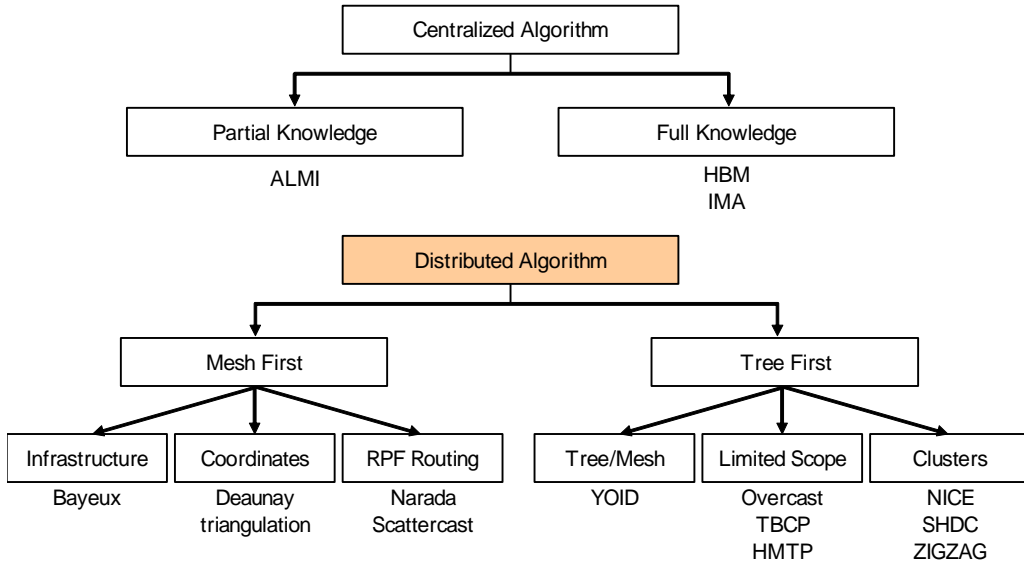 Centralized Algorithm
Partial Knowledge
Full Knowledge
ALMI
HBM
IMA
Distributed Algorithm
Mesh First
Tree First
Infrastructure
Coordinates
RPF Routing
Tree/Mesh
Limited Scope
Clusters
Bayeux
Deaunay
triangulation
Narada
Scattercast
YOID
Overcast
TBCP
HMTP
NICE
SHDC
ZIGZAG